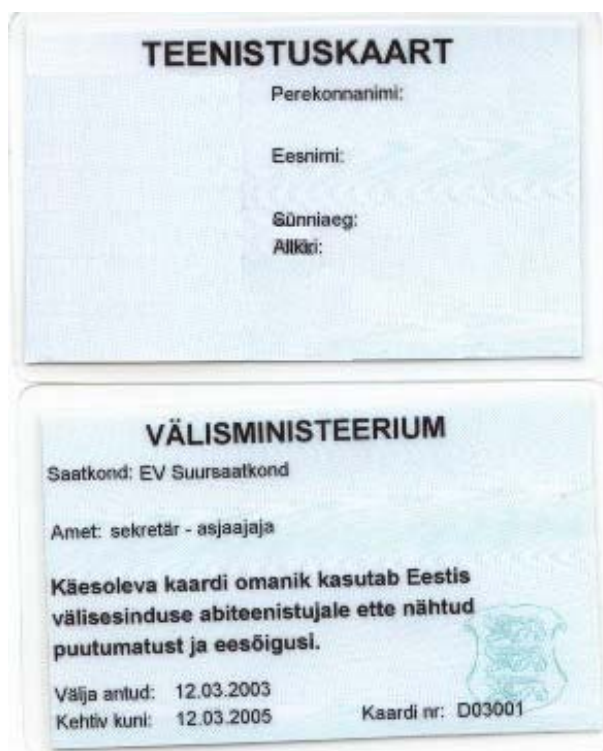 TEENISTUSKAART
Perekonnanimi:
Eesnimi:
Sünniaeg:
Allkiri:
VÄLISMINISTEERIUM
Saatkond: EV Suursaatkond
Amet: sekretär - asjaajaja
Käesoleva kaardi omanik kasutab Eestis
välisesinduse abiteenistujale ette nähtud
puutumatust ja eesõigusi.
Välja antud: 12.03.2003
Kehtiv kuni: 12.03.2005 Kaardi nr: D03001